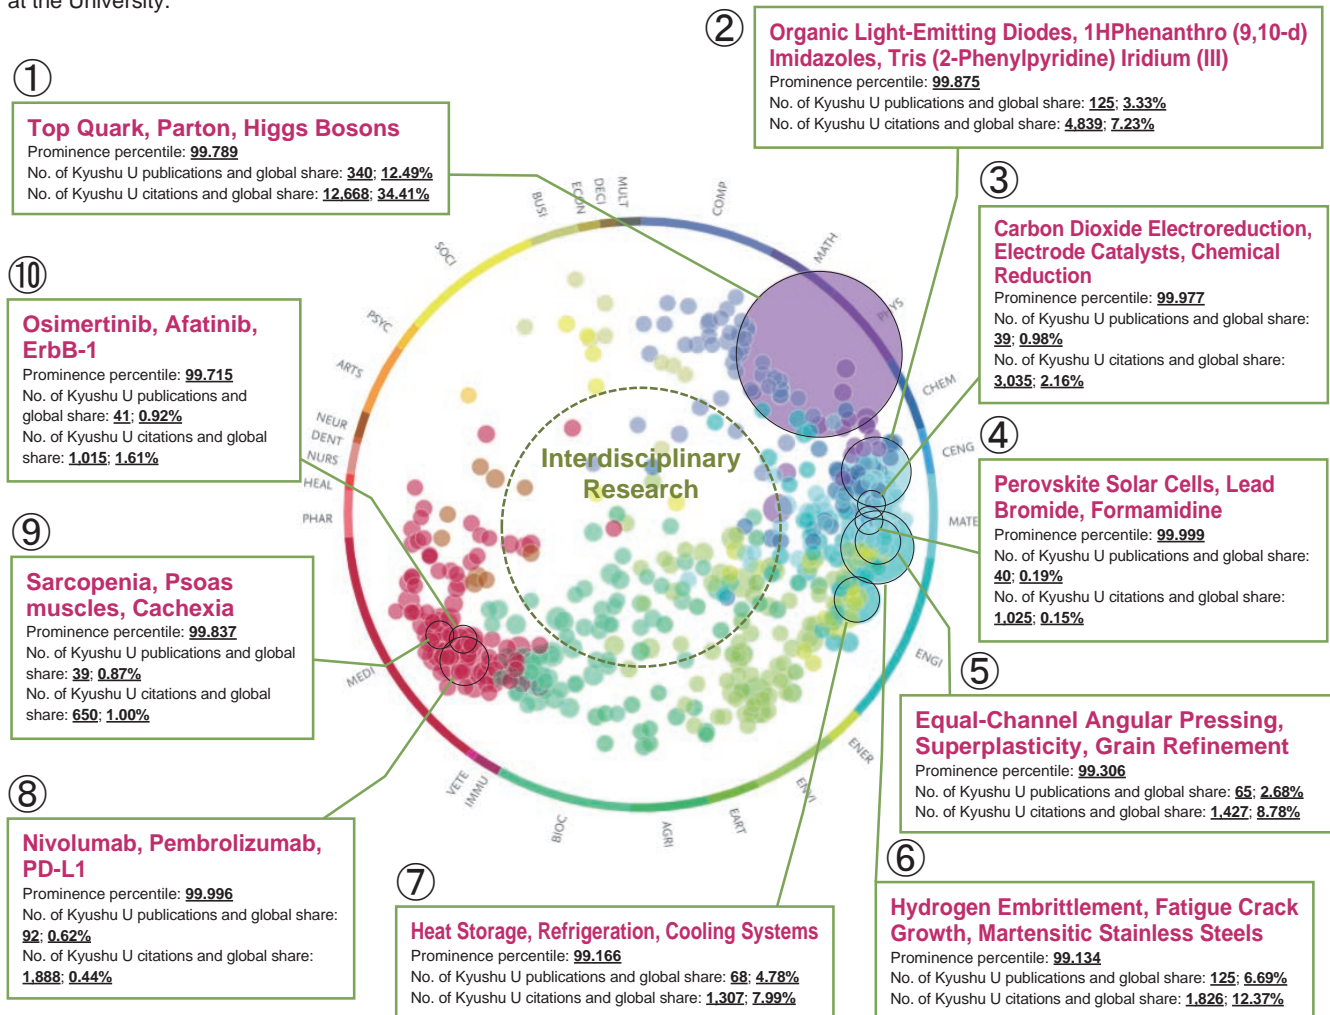 at the University.
①
Top Quark, Parton, Higgs Bosons
Prominence percentile: 99.789
No. of Kyushu U publications and global share: 340; 12.49%
No. of Kyushu U citations and global share: 12,668; 34.41%
②
Organic Light-Emitting Diodes, 1HPhenanthro (9,10-d)
Imidazoles, Tris (2-Phenylpyridine) Iridium (III)
Prominence percentile: 99.875
No. of Kyushu U publications and global share: 125; 3.33%
No. of Kyushu U citations and global share: 4,839; 7.23%
③
Carbon Dioxide Electroreduction,
Electrode Catalysts, Chemical
Reduction
Prominence percentile: 99.977
No. of Kyushu U publications and global share:
39; 0.98%
No. of Kyushu U citations and global share:
3,035; 2.16%
④
Perovskite Solar Cells, Lead
Bromide, Formamidine
Prominence percentile: 99.999
No. of Kyushu U publications and global share:
40; 0.19%
No. of Kyushu U citations and global share:
1,025; 0.15%
⑤
Equal-Channel Angular Pressing,
Superplasticity, Grain Refinement
Prominence percentile: 99.306
No. of Kyushu U publications and global share: 65; 2.68%
No. of Kyushu U citations and global share: 1,427; 8.78%
⑥
Hydrogen Embrittlement, Fatigue Crack
Growth, Martensitic Stainless Steels
Prominence percentile: 99.134
No. of Kyushu U publications and global share: 125; 6.69%
No. of Kyushu U citations and global share: 1,826; 12.37%
⑦
Heat Storage, Refrigeration, Cooling Systems
Prominence percentile: 99.166
No. of Kyushu U publications and global share: 68; 4.78%
No. of Kyushu U citations and global share: 1,307; 7.99%
⑧
Nivolumab, Pembrolizumab,
PD-L1
Prominence percentile: 99.996
No. of Kyushu U publications and global share:
92; 0.62%
No. of Kyushu U citations and global share:
1,888; 0.44%
⑨
Sarcopenia, Psoas
muscles, Cachexia
Prominence percentile: 99.837
No. of Kyushu U publications and global
share: 39; 0.87%
No. of Kyushu U citations and global
share: 650; 1.00%
⑩
Osimertinib, Afatinib,
ErbB-1
Prominence percentile: 99.715
No. of Kyushu U publications and
global share: 41; 0.92%
No. of Kyushu U citations and global
share: 1,015; 1.61%
Interdisciplinary
Research
COMP
MATH
PHYS
CHEM
CENG
MATE
ENGI
ENER
ENVI
EART
AGRI
BIOC
IMMU
VETE
MEDI
PHAR
HEAL
NURS
DENT
NEUR
ARTS
PSYC
SOCI
BUSI
ECON
DECI
MULT